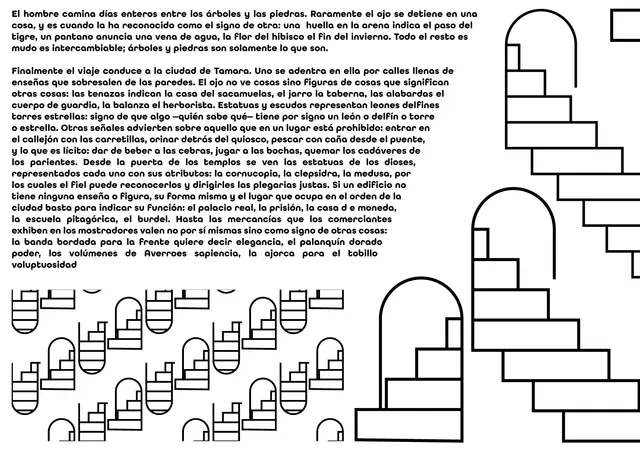 El hombre camina días enteros entre los árboles y las piedras. Raramente el ojo se detiene en una
cosa, y es cuando la ha reconocido como el signo de otro: una huella en la arena indica el paso del
tigre, un pantano anuncia una vena de agua, la flor del hibisco el fin del invierno. Todo el resto es
mudo es intercambiable; árboles y piedras son solamente lo que son.
Finalmente el viaje conduce a la ciudad de Tamara. Uno se adentra en ella por calles llenas de
enseñas que sobresalen de las paredes. El ojo no ve cosas sino figuras de cosas que significan
otras cosas: las tenazas indican la casa del sacamuelas, el jarro la taberna, las alabardas el
cuerpo de guardia, la balanza el herborista. Estatuas y escudos representan leones delfines
torres estrellas: signo de que algo —quién sabe qué— tiene por signo un león o delfín o torre
o estrella. Otras señales advierten sobre aquello que en un lugar está prohibido: entrar en
el callejón con las carretillas, orinar detrás del quiosco, pescar con caña desde el puente,
y lo que es lícito: dar de beber a las cebras, jugar a las bochas, quemar los cadáveres de
los parientes. Desde la puerta de los templos se ven las estatuas de los dioses,
representados cada uno con sus atributos: la cornucopia, la clepsidra, la medusa, por
los cuales el fiel puede reconocerlos y dirigirles las plegarias justas. Si un edificio no
tiene ninguna enseña o figura, su forma misma y el lugar que ocupa en el orden de la
ciudad basta para indicar su función: el palacio real, la prisión, la casa d e moneda,
la escuela pitagórica, el burdel. Hasta las mercancías que los comerciantes
exhiben en los mostradores valen no por sí mismas sino como signo de otras cosas:
la banda bordada para la frente quiere decir elegancia, el palanquín dorado
poder, los volúmenes de Averroes sapiencia, la ajorca para el tobillo
voluptuosidad